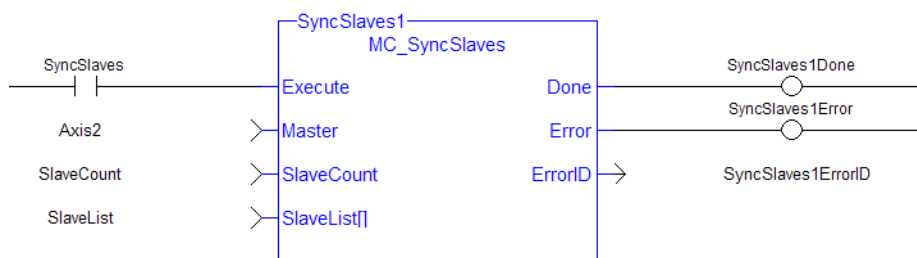 SyncSlaves1
MC_SyncSlaves
SyncSlaves
Execute
Done
SyncSlaves1Done
Axis2
Master
Error
SyncSlaves1Error
SlaveCount
SlaveCount
ErrorID
SyncSlaves1ErrorID
SlaveList
SlaveList[]